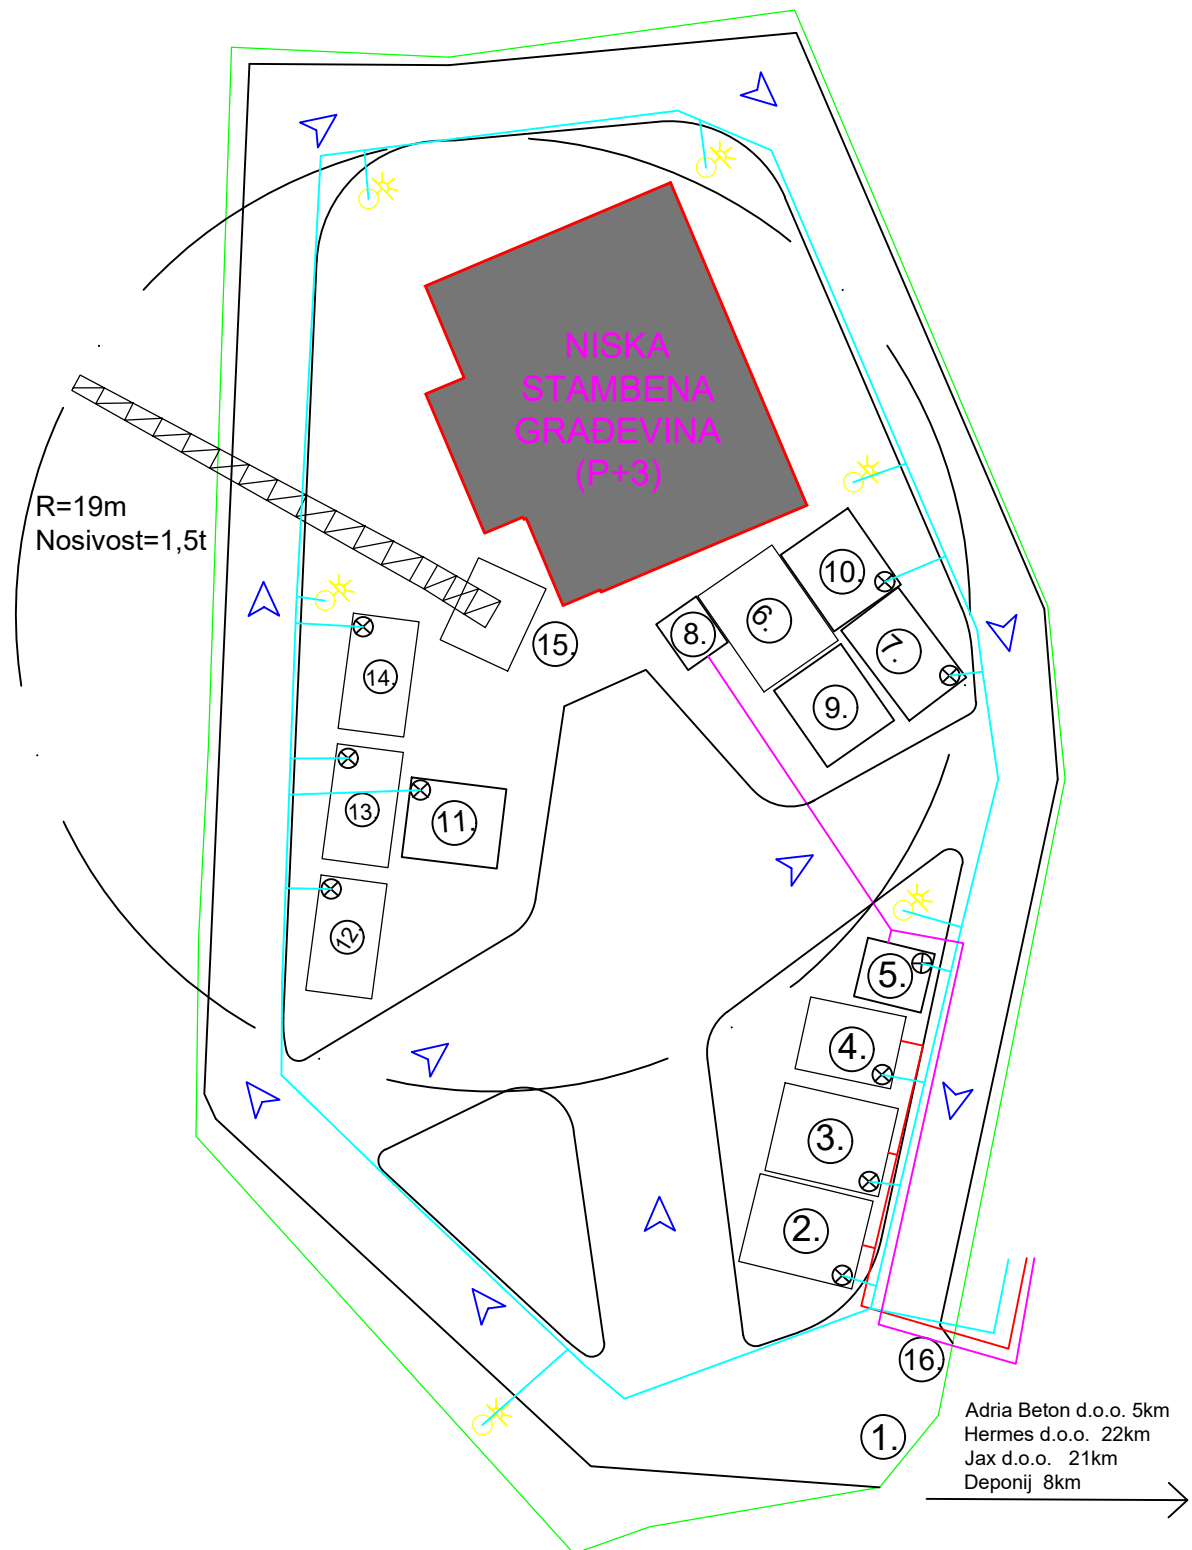 NISKA
STAMBENA
GRAĐEVINA
(P+3)
R=19m
Nosivost=1,5t
10.
6.
8.
7.
15.
14.
9.
13.
11.
12.
5.
4.
3.
2.
16.
1.
Adria Beton d.o.o. 5km
Hermes d.o.o. 22km
Jax d.o.o. 21km
Deponij 8km